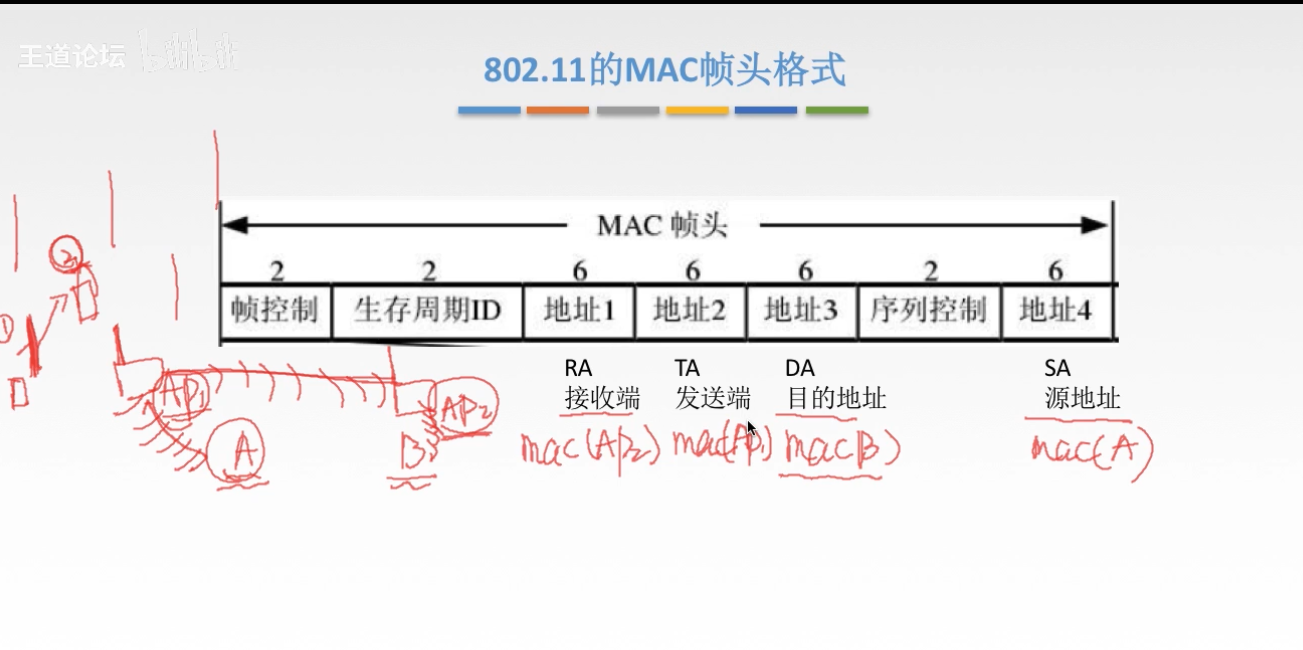 王道论坛 bilibili
802.11的MAC帧头格式
MAC 帧头
2 2 6 6 6 2 6
帧控制 生存周期ID 地址1 地址2 地址3 序列控制 地址4
RA TA DA SA
接收端 发送端 目的地址 源地址
mac(AP2) mac(AP1) mac(B) mac(A)
2
1
AP1
AP2
A
B